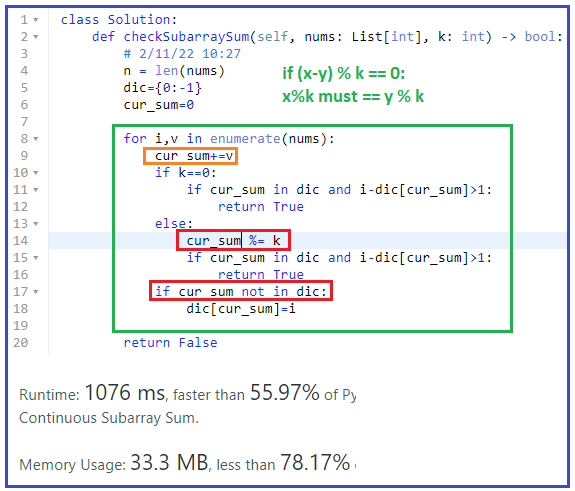 1 class Solution:
2 def checkSubarraySum(self, nums: List[int], k: int) -> bool:
3 # 2/11/22 10:27
4 n = len(nums)
if (x-y) % k == 0:
5 dic={0:-1}
x%k must == y % k
6 cur_sum=0
7
8 for i,v in enumerate(nums):
9 cur_sum+=v
10 if k==0:
11 if cur_sum in dic and i-dic[cur_sum]>1:
12 return True
13 else:
14 cur_sum %= k
15 if cur_sum in dic and i-dic[cur_sum]>1:
16 return True
17 if cur_sum not in dic:
18 dic[cur_sum]=i
19
20 return False
Runtime: 1076 ms, faster than 55.97% of Py
Continuous Subarray Sum.
Memory Usage: 33.3 MB, less than 78.17%